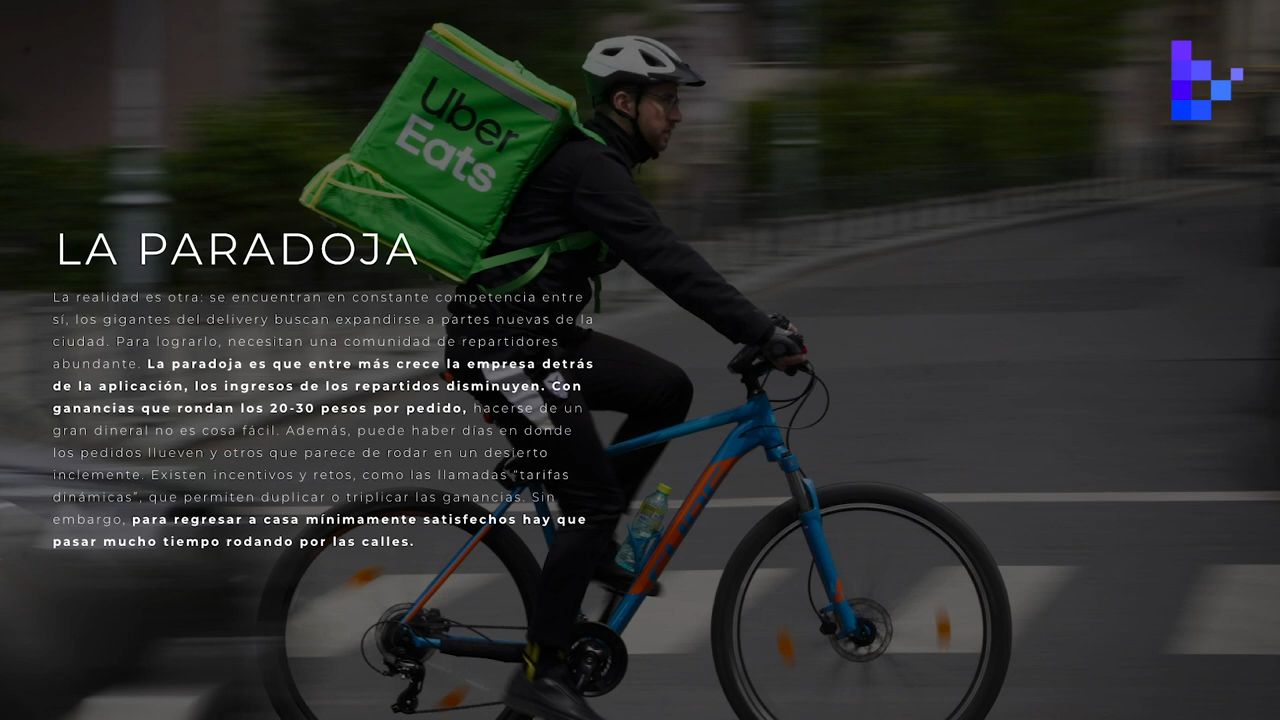 Uber
Eats
LA PARADOJA
La realidad es otra: se encuentran en constante competencia entre
sí, los gigantes del delivery buscan expandirse a partes nuevas de la
ciudad. Para lograrlo, necesitan una comunidad de repartidores
abundante. La paradoja es que entre más crece la empresa detrás
de la aplicación, los ingresos de los repartidos disminuyen. Con
ganancias que rondan los 20-30 pesos por pedido, hacerse de un
gran dineral no es cosa fácil. Además, puede haber días en donde
los pedidos llueven y otros que parece de rodar en un desierto
inclemente. Existen incentivos y retos, como las llamadas “tarifas
dinámicas”, que permiten duplicar o triplicar las ganancias. Sin
embargo, para regresar a casa mínimamente satisfechos hay que
pasar mucho tiempo rodando por las calles.